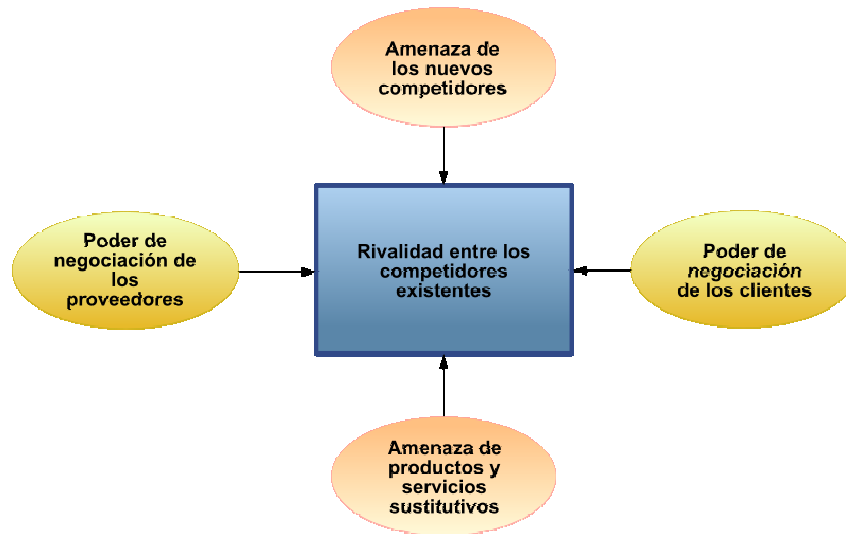 Amenaza de
los nuevos
competidores
Poder de
negociación de
los
proveedores
Rivalidad entre los
competidores
existentes
Poder de
negociación
de los clientes
Amenaza de
productos y
servicios
sustitutivos